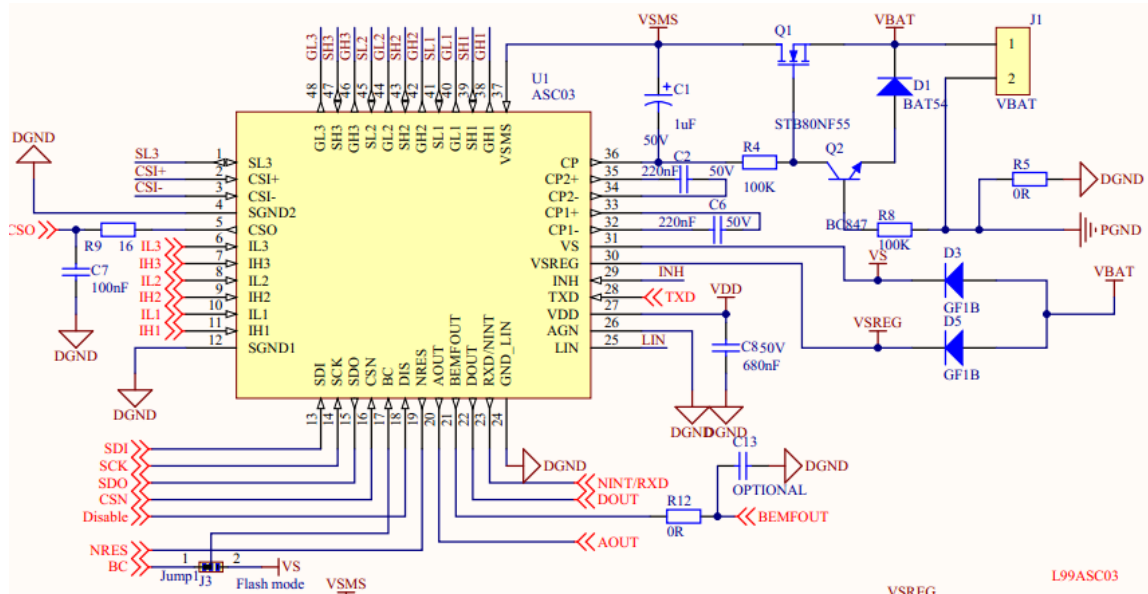 GL3 SH3 GH3 SL2 GL2 SH2 GH2 SL1 GL1 SH1 GH1
48 47 46 45 44 43 42 41 40 39 38 37
VSMS
Q1
VBAT
J1
1
2
VBAT
U1
ASC03
C1
1uF
50V
STB80NF55
D1
BAT54
GL3 SH3 GH3 SL2 GL2 SH2 GH2 SL1 GL1 SH1 GH1 VSMS
DGND
SL3 1 SL3
CSI+ 2 CSI+
CSI- 3 CSI-
4 SGND2
CSO 5 CSO
R9 16
C7
100nF
DGND
IL3 6 IL3
IH3 7 IH3
IL2 8 IL2
IH2 9 IH2
IL1 10 IL1
IH1 11 IH1
12 SGND1
DGND
CP 36
CP2+ 35
CP2- 34
CP1+ 33
CP1- 32
VS 31
VSREG 30
INH 29 INH
TXD 28 TXD
VDD 27
AGN 26
LIN 25 LIN
C2
220nF 50V
C6
220nF 50V
R4
100K
Q2
BC847
R8
100K
R5
0R
DGND
PGND
VS
D3
GF1B
VBAT
VSREG
D5
GF1B
VDD
C8 50V
680nF
DGND DGND
SDI SCK SDO CSN BC DIS NRES AOUT BEMFOUT DOUT RXD/NINT GND_LIN
13 14 15 16 17 18 19 20 21 22 23 24
SDI
SCK
SDO
CSN
Disable
NRES
BC
1 2
Jump1 J3
VS
Flash mode
DGND
NINT/RXD
DOUT
R12
0R
C13
OPTIONAL
DGND
BEMFOUT
AOUT
L99ASC03
VSMS
VSREG